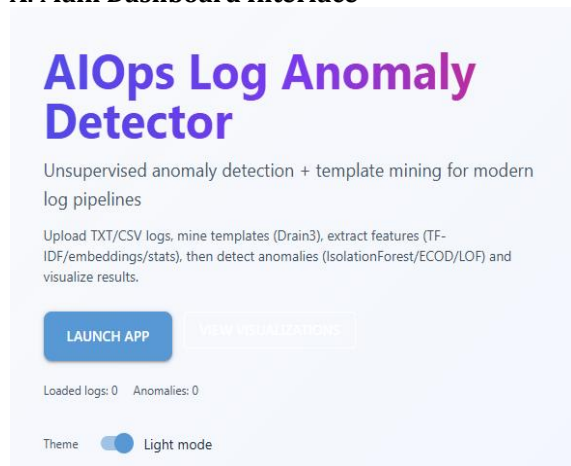 A. Main Dashboard Interface
AIOps Log Anomaly
Detector
Unsupervised anomaly detection + template mining for modern
log pipelines
Upload TXT/CSV logs, mine templates (Drain3), extract features (TF-
IDF/embeddings/stats), then detect anomalies (IsolationForest/ECOD/LOF) and
visualize results.
LAUNCH APP VIEW VISUALIZATIONS
Loaded logs: 0 Anomalies: 0
Theme Light mode